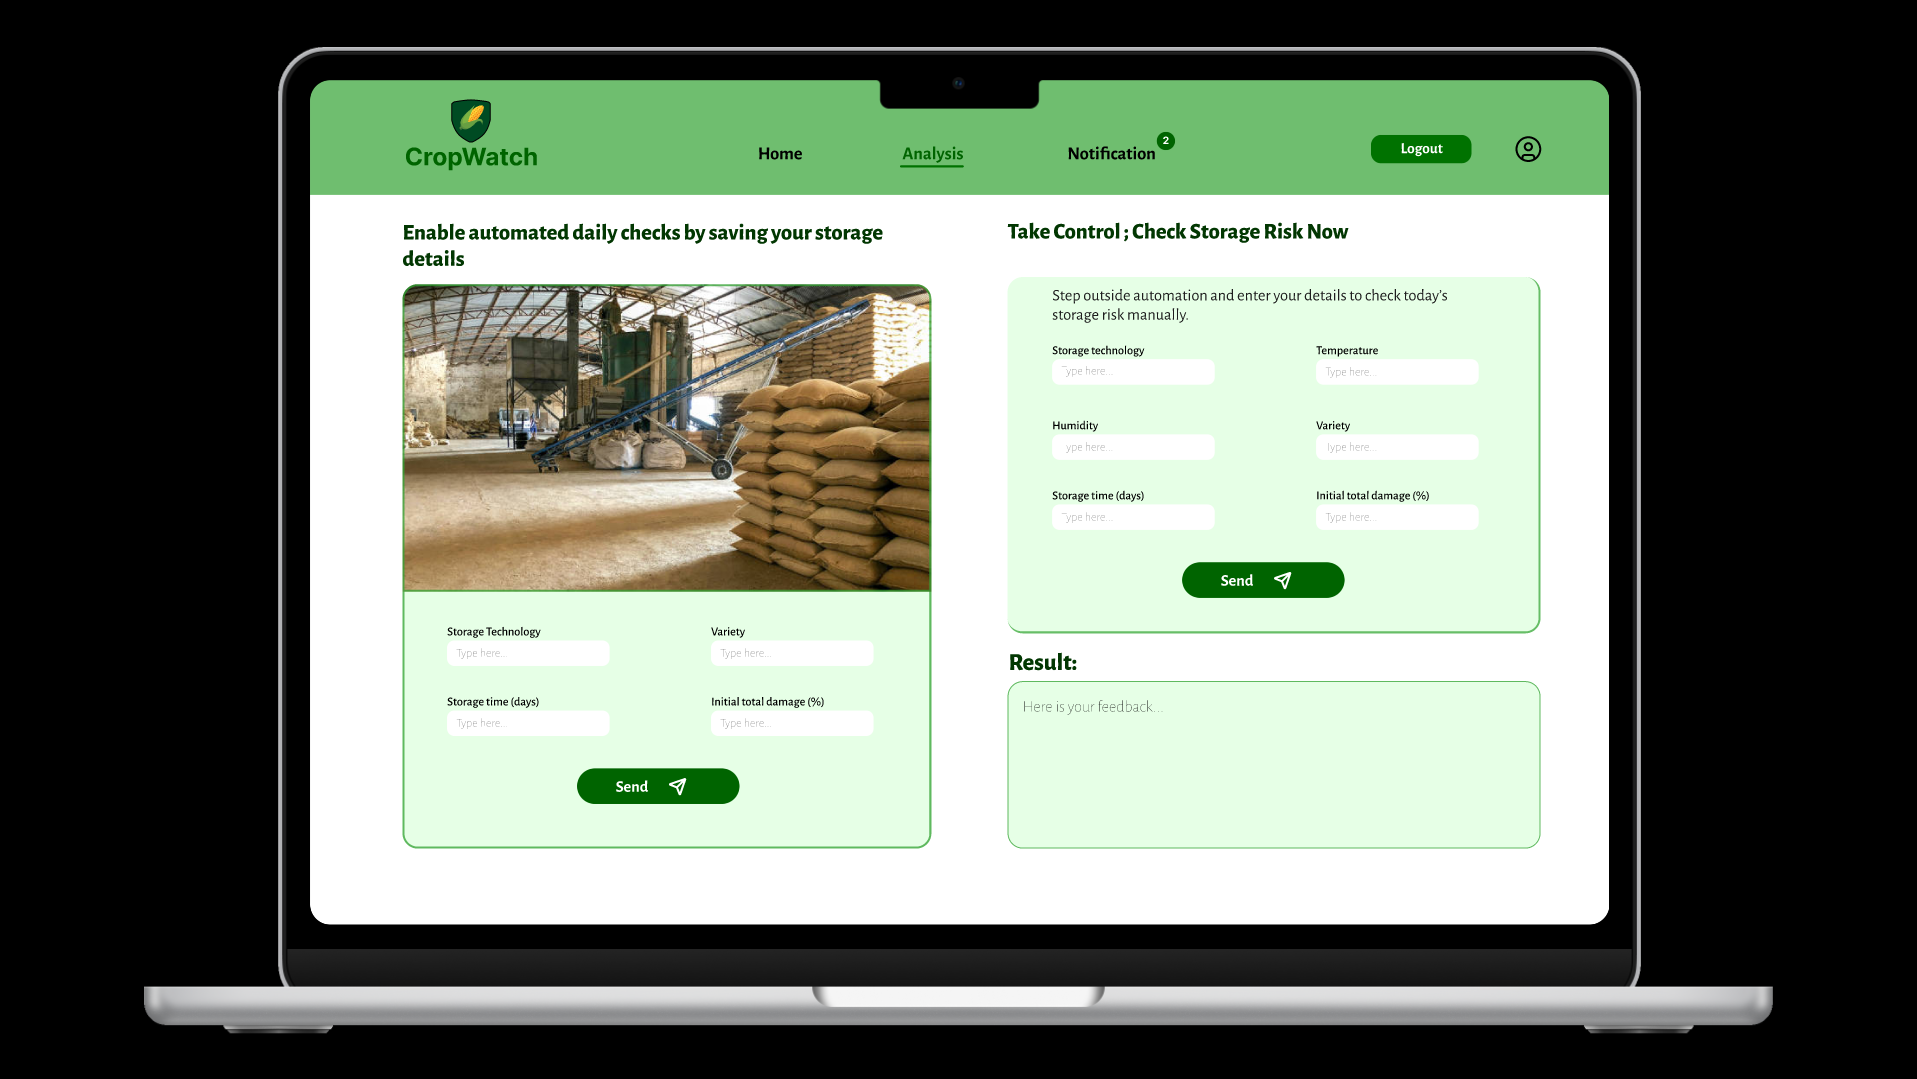 CropWatch
Home
Analysis
Notification
2
Logout
Enable automated daily checks by saving your storage
details
Storage Technology
Type here...
Variety
Type here...
Storage time (days)
Type here...
Initial total damage (%)
Type here...
Send
Take Control ; Check Storage Risk Now
Step outside automation and enter your details to check today's
storage risk manually.
Storage technology
Type here...
Temperature
Type here...
Humidity
ype here...
Variety
Type here...
Storage time (days)
Type here...
Initial total damage (%)
Type here...
Send
Result:
Here is your feedback...